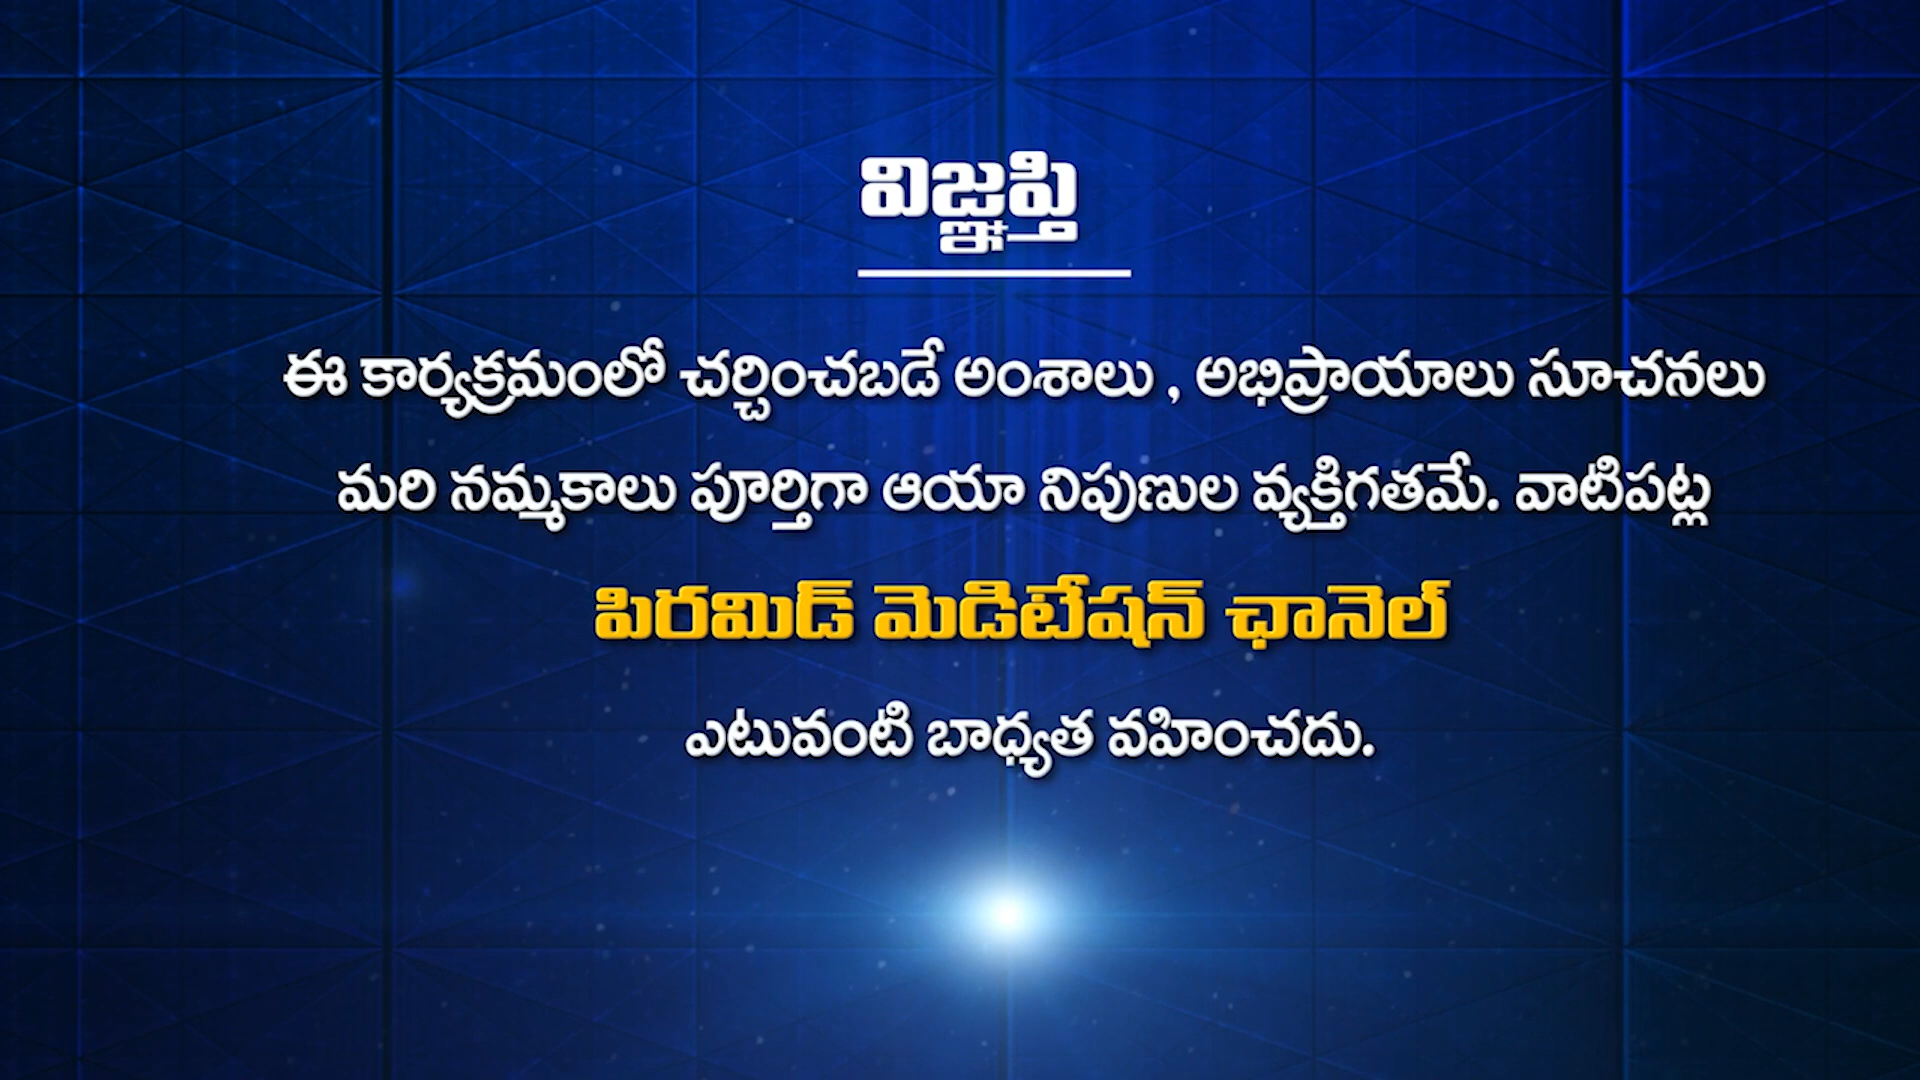 విజ్ఞప్తి
ఈ కార్యక్రమంలో చర్చించబడే అంశాలు , అభిప్రాయాలు సూచనలు
మరి నమ్మకాలు పూర్తిగా ఆయా నిపుణుల వ్యక్తిగతమే. వాటిపట్ల
పిరమిడ్ మెడిటేషన్ ఛానెల్
ఎటువంటి బాధ్యత వహించదు.